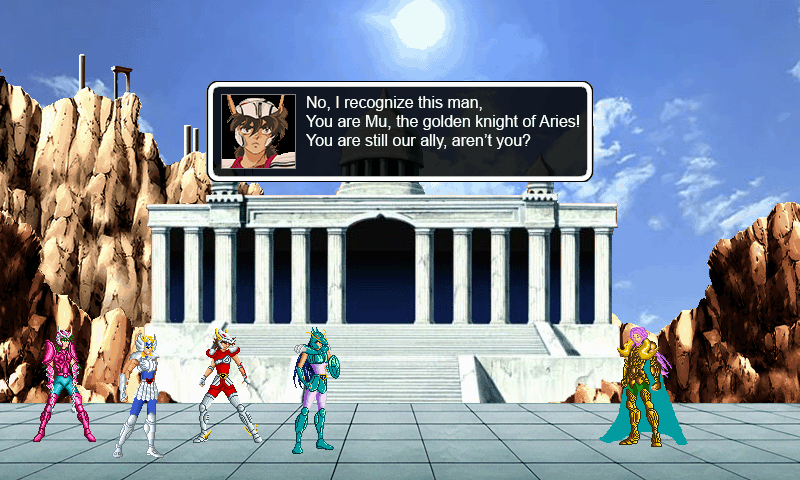 No, I recognize this man,
You are Mu, the golden knight of Aries!
You are still our ally, aren't you?